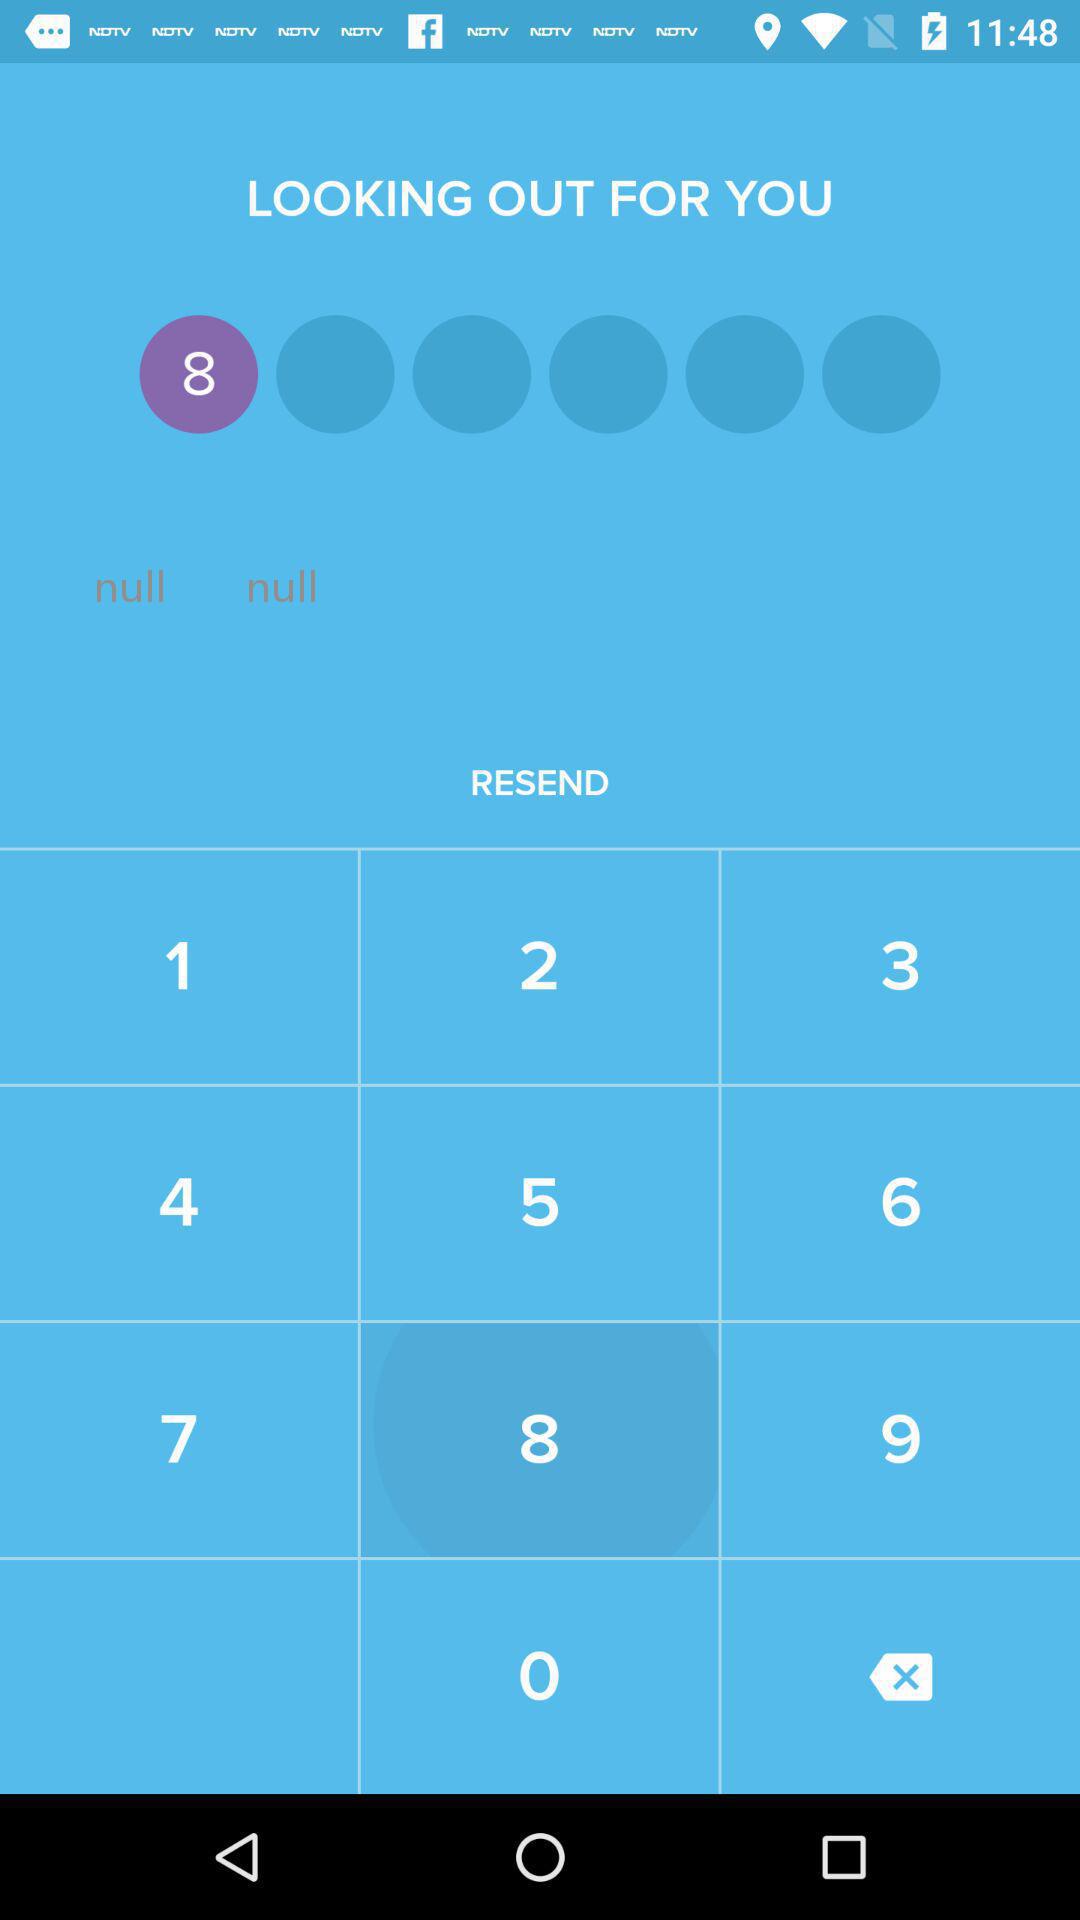 NDTV NDTV NDTV NDTV NDTV f NDTV NDTV NDTV NDTV 11:48
LOOKING OUT FOR YOU
8
null null
RESEND
1 2 3
4 5 6
7 8 9
0